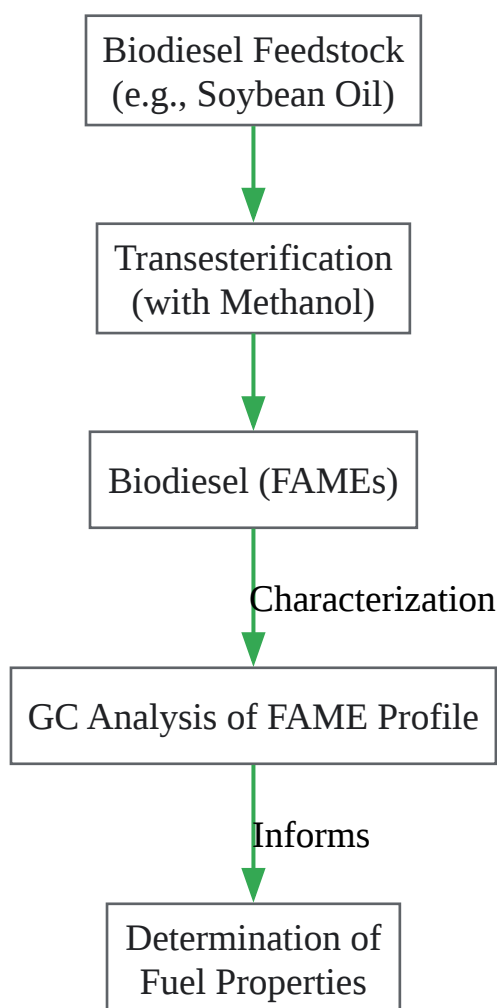 Biodiesel Feedstock
(e.g., Soybean Oil)
Transesterification
(with Methanol)
Biodiesel (FAMEs)
Characterization
GC Analysis of FAME Profile
Informs
Determination of
Fuel Properties